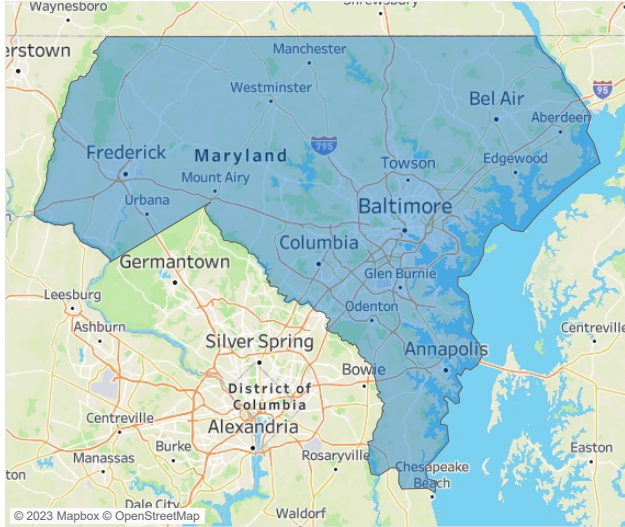 Waynesboro
Shrewsbury
erstown
Manchester
Westminster
95
Bel Air
Aberdeen
795
Frederick
Maryland
Towson
Edgewood
Mount Airy
Urbana
Baltimore
Columbia
Germantown
Glen Burnie
Leesburg
Odenton
Ashburn
Centreville
Silver Spring
Annapolis
Bowie
District of
Columbia
Centreville
Alexandria
Burke
Rosaryville
Easton
Manassas
Chesapeake
Beach
ton
Dale City
Waldorf
© 2023 Mapbox © OpenStreetMap